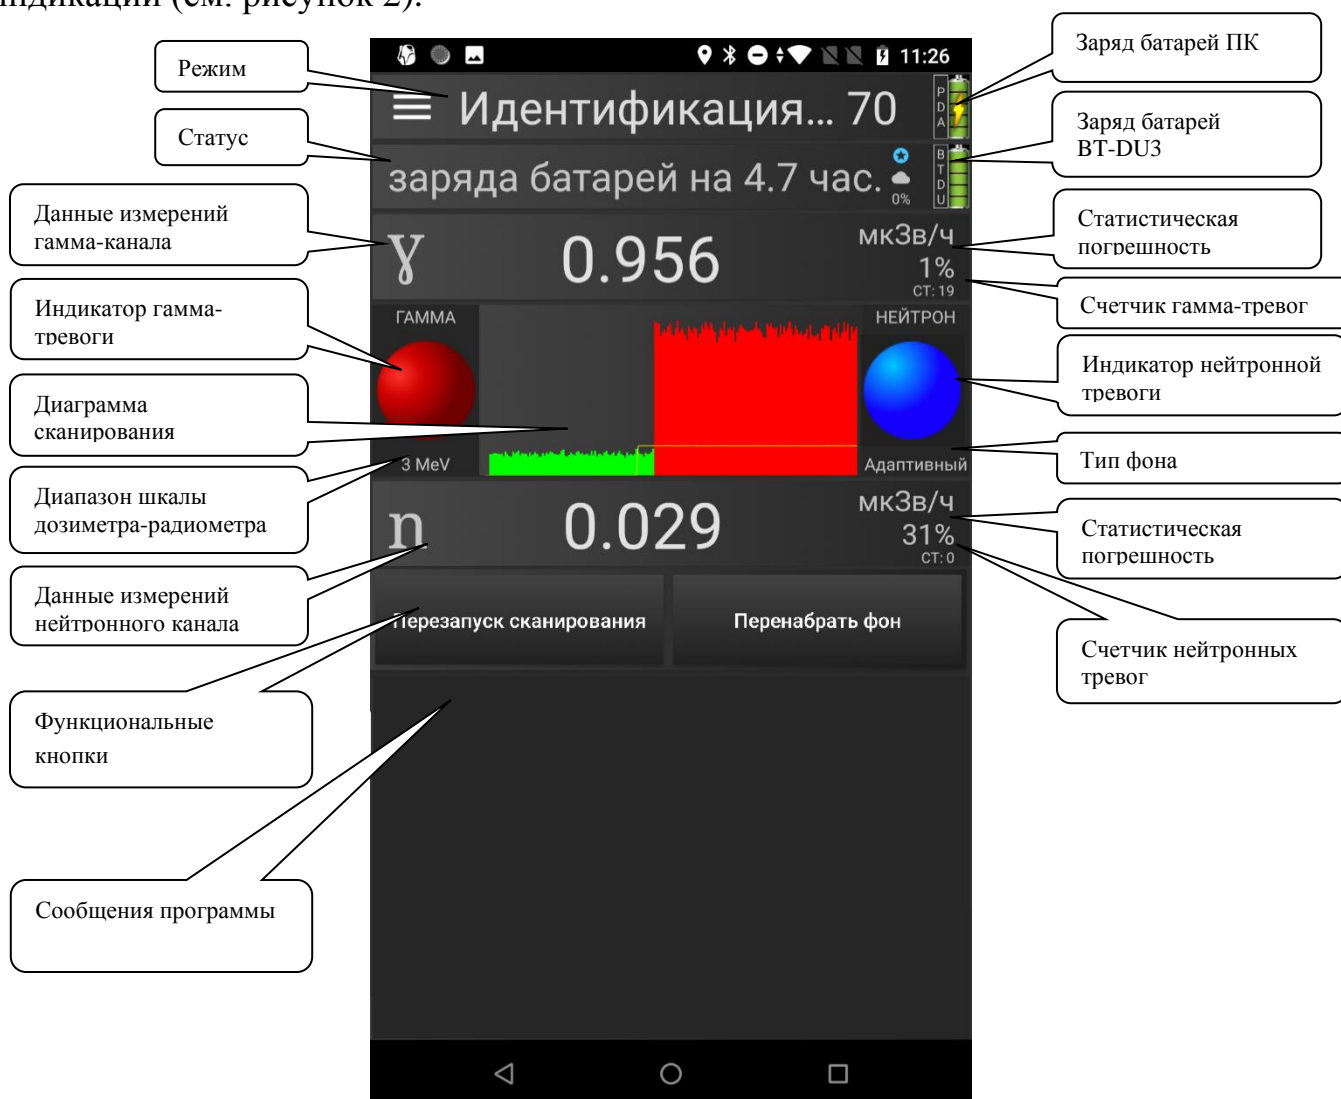 индикации (см. рисунок 2).
Режим
Статус
Данные измерений
гамма-канала
Индикатор гамма-
тревоги
Диаграмма
сканирования
Диапазон шкалы
дозиметра-радиометра
Данные измерений
нейтронного канала
Функциональные
кнопки
Сообщения программы
11:26
Идентификация... 70
PDA
заряда батарей на 4.7 час.
0%
BTDU
γ
0.956
мкЗв/ч
1%
СТ: 19
ГАММА
НЕЙТРОН
3 MeV
Адаптивный
n
0.029
мкЗв/ч
31%
СТ: 0
Перезапуск сканирования
Перенабрать фон
Заряд батарей ПК
Заряд батарей
BT-DU3
Статистическая
погрешность
Счетчик гамма-тревог
Индикатор нейтронной
тревоги
Тип фона
Статистическая
погрешность
Счетчик нейтронных
тревог